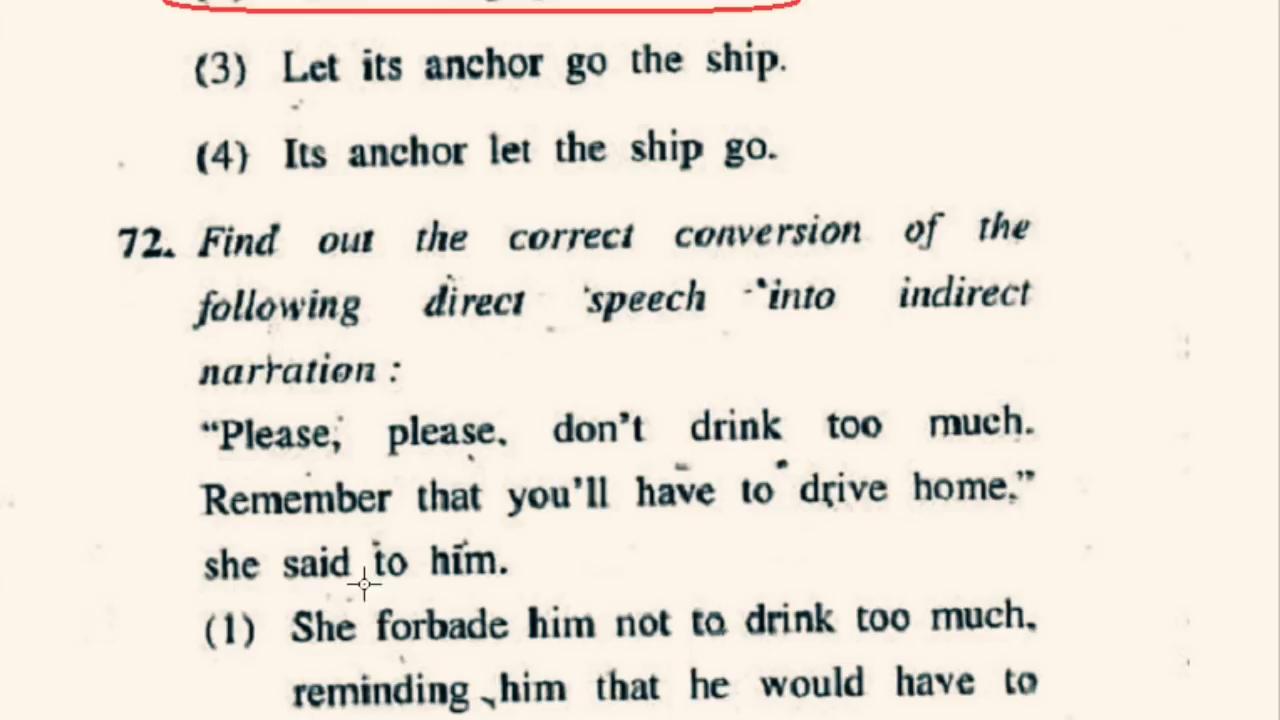 (3) Let its anchor go the ship.
(4) Its anchor let the ship go.
72. Find out the correct conversion of the
following direct speech into indirect
narration :
“Please, please, don’t drink too much.
Remember that you’ll have to drive home,”
she said to him.
(1) She forbade him not to drink too much,
reminding him that he would have to